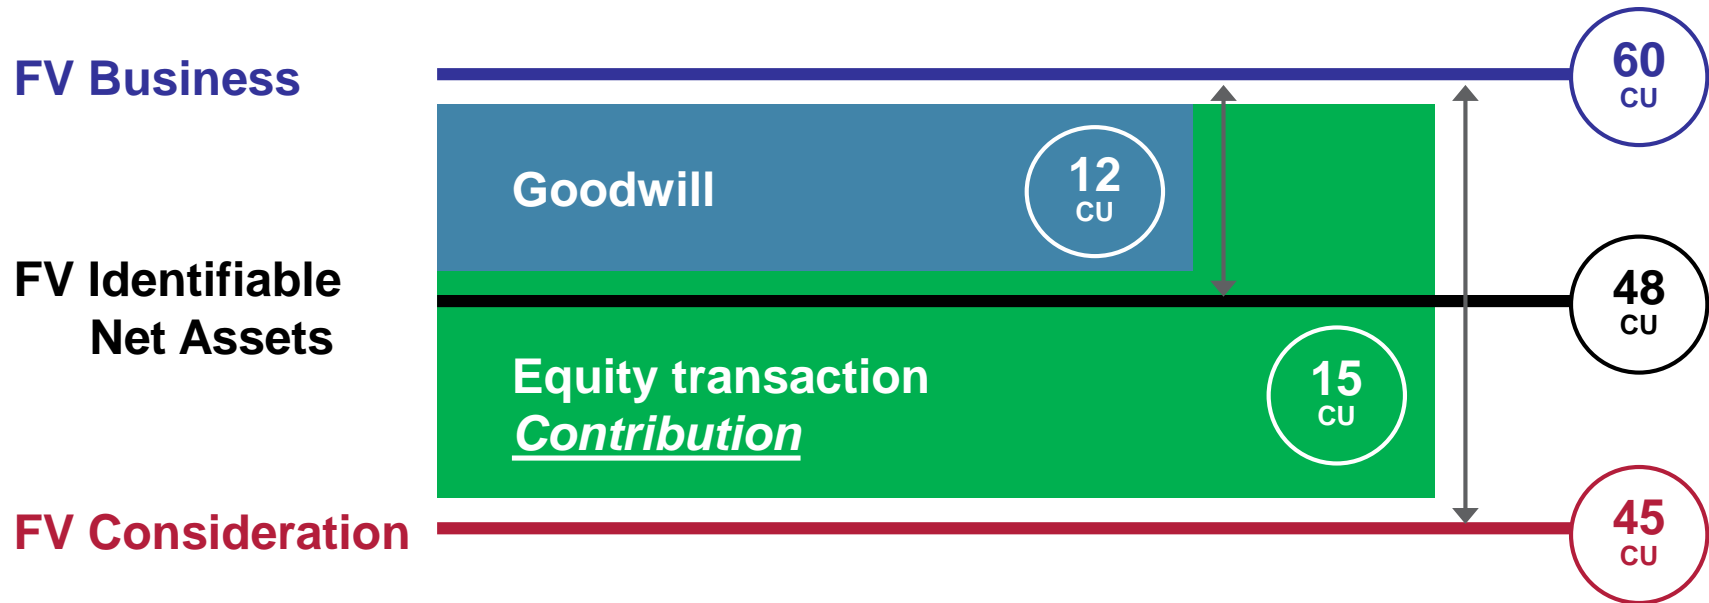 FV Business
60
CU
Goodwill
12
CU
FV Identifiable
Net Assets
48
CU
Equity transaction
Contribution
15
CU
FV Consideration
45
CU